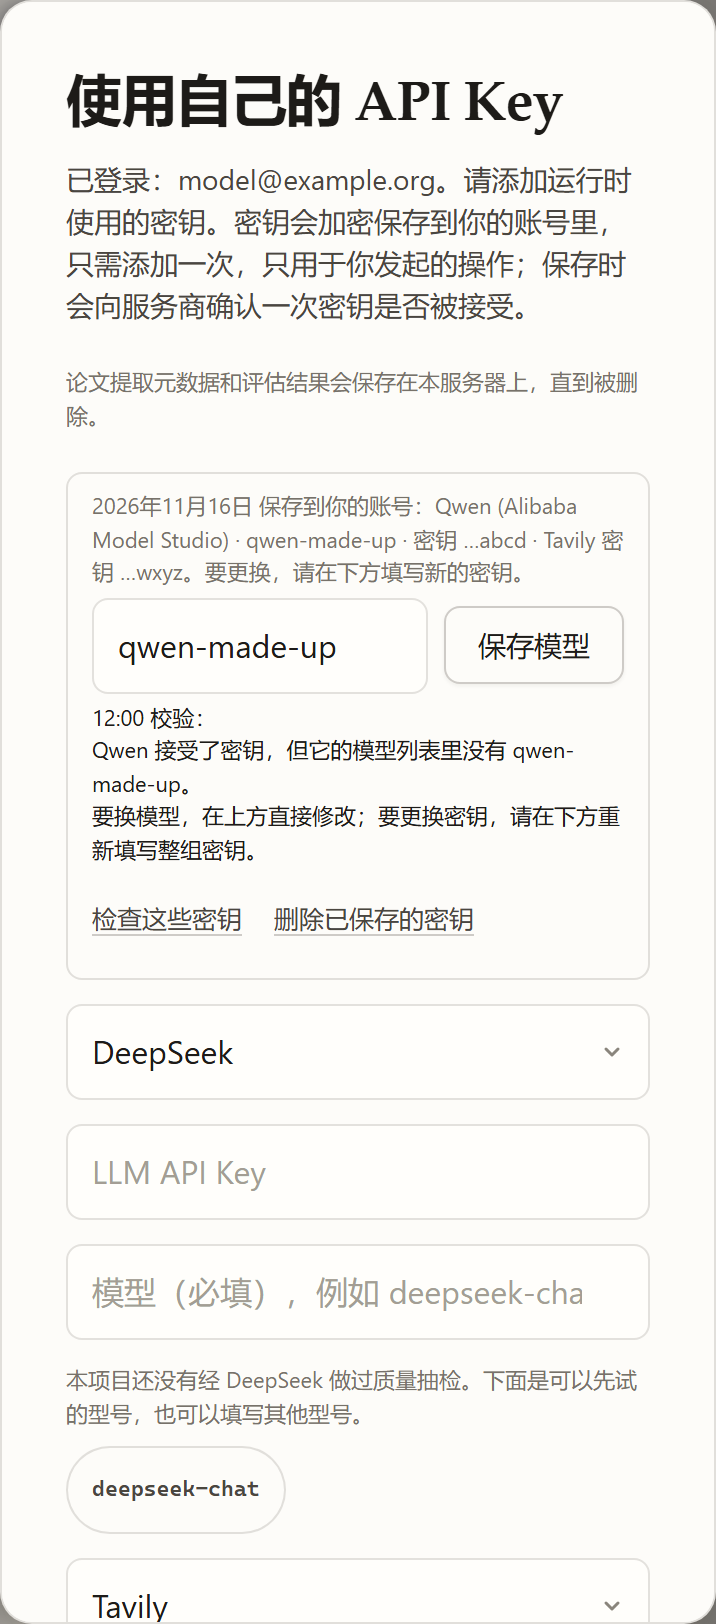 使用自己的 API Key
已登录：model@example.org。请添加运行时
使用的密钥。密钥会加密保存到你的账号里，
只需添加一次，只用于你发起的操作；保存时
会向服务商确认一次密钥是否被接受。
论文提取元数据和评估结果会保存在本服务器上，直到被删
除。
2026年11月16日 保存到你的账号：Qwen (Alibaba
Model Studio) · qwen-made-up · 密钥 …abcd · Tavily 密
钥 …wxyz。要更换，请在下方填写新的密钥。
qwen-made-up
保存模型
12:00 校验：
Qwen 接受了密钥，但它的模型列表里没有 qwen-
made-up。
要换模型，在上方直接修改；要更换密钥，请在下方重
新填写整组密钥。
检查这些密钥 删除已保存的密钥
DeepSeek
LLM API Key
模型（必填），例如 deepseek-cha
本项目还没有经 DeepSeek 做过质量抽检。下面是可以先试
的型号，也可以填写其他型号。
deepseek-chat
Tavily